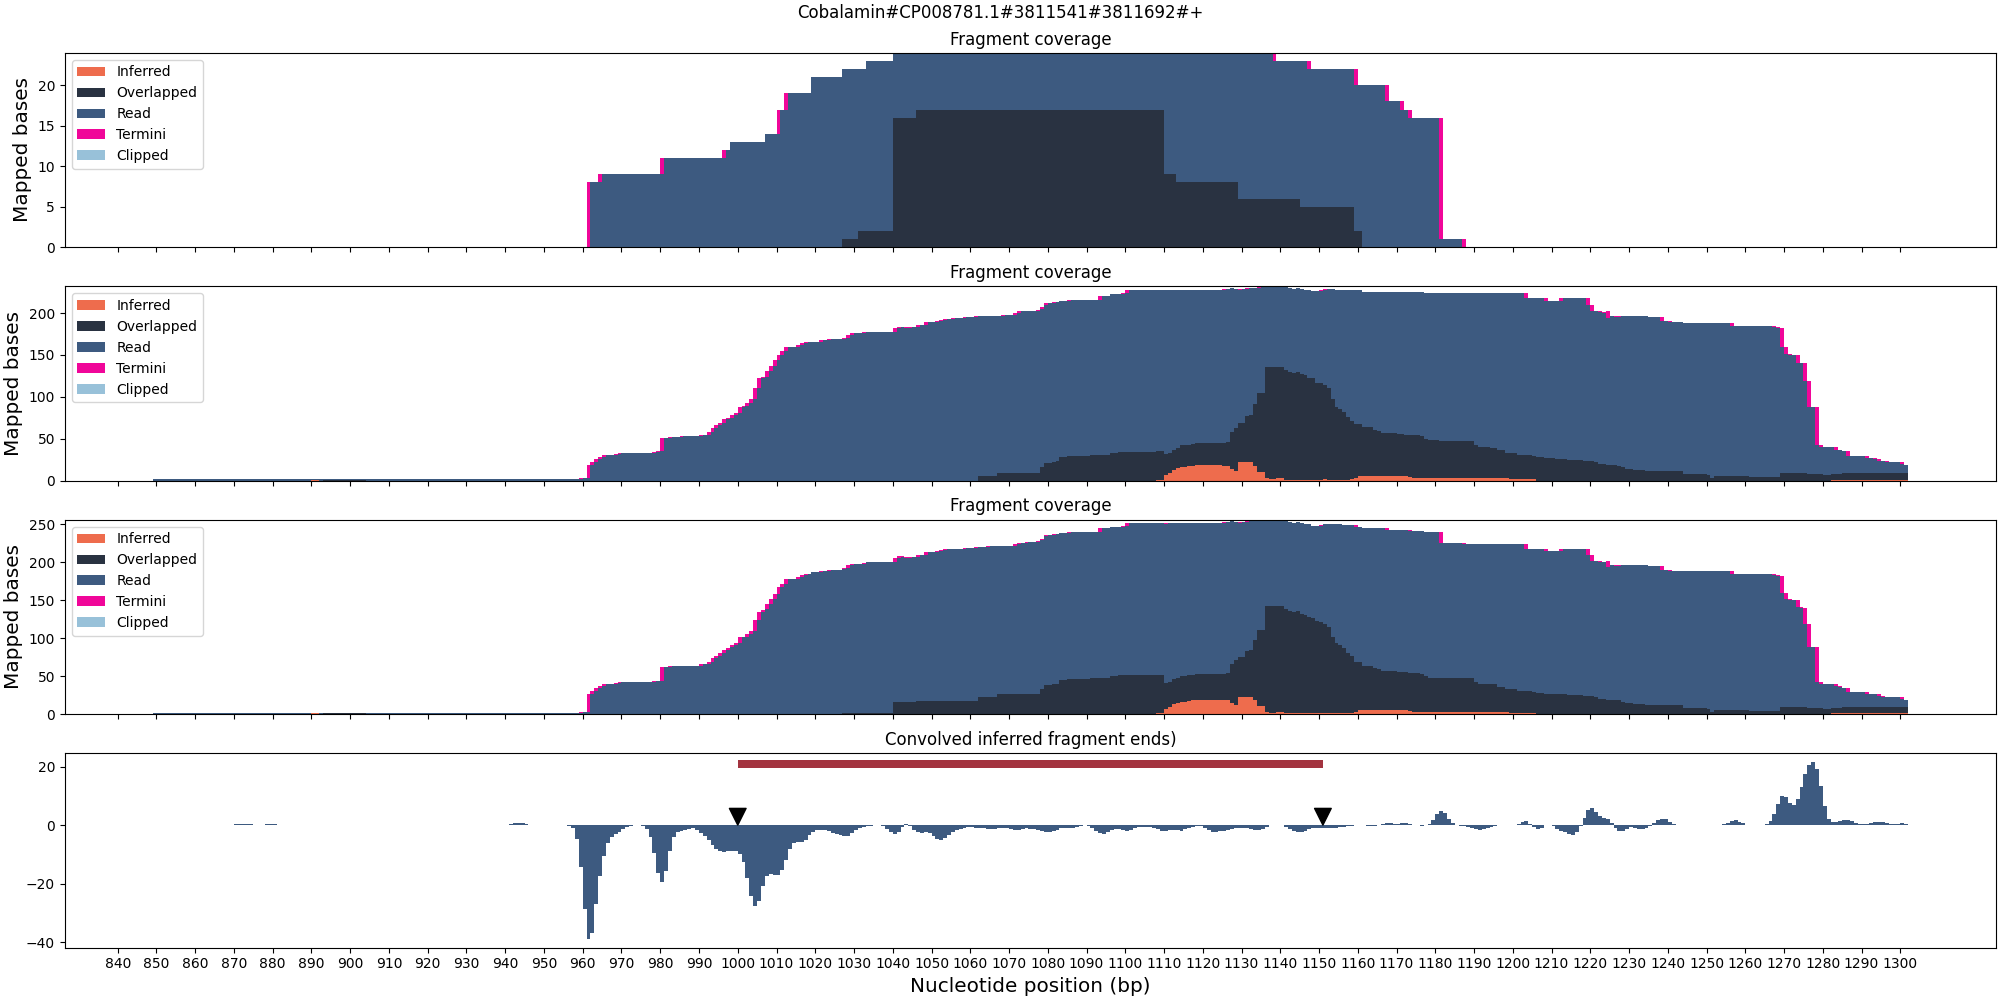 Cobalamin#CP008781.1#3811541#3811692#+
Fragment coverage
Mapped bases
20
15
10
5
0
Inferred
Overlapped
Read
Termini
Clipped
Fragment coverage
Mapped bases
200
150
100
50
0
Inferred
Overlapped
Read
Termini
Clipped
Fragment coverage
Mapped bases
250
200
150
100
50
0
Inferred
Overlapped
Read
Termini
Clipped
Convolved inferred fragment ends)
20
0
−20
−40
840 850 860 870 880 890 900 910 920 930 940 950 960 970 980 990 1000 1010 1020 1030 1040 1050 1060 1070 1080 1090 1100 1110 1120 1130 1140 1150 1160 1170 1180 1190 1200 1210 1220 1230 1240 1250 1260 1270 1280 1290 1300
Nucleotide position (bp)